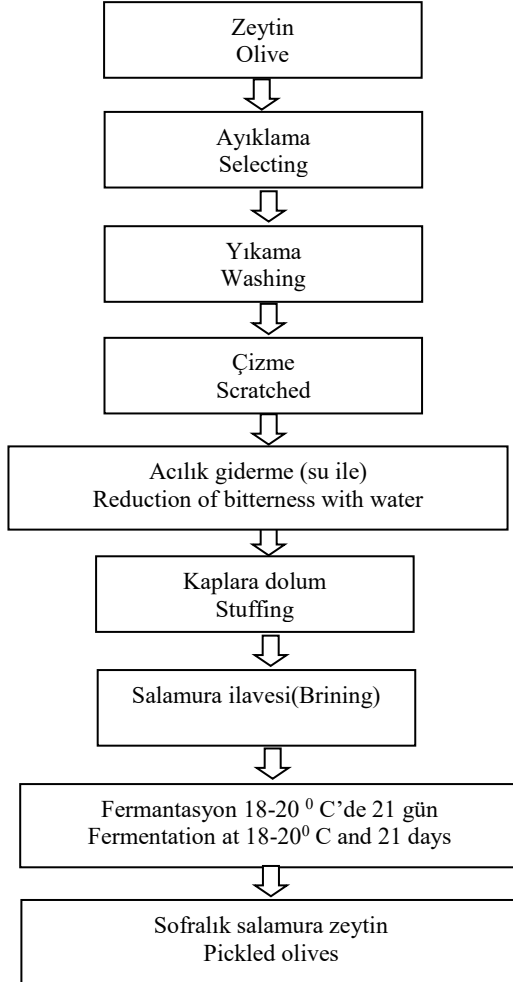 Zeytin
Olive
Ayıklama
Selecting
Yıkama
Washing
Çizme
Scratched
Acılık giderme (su ile)
Reduction of bitterness with water
Kaplara dolum
Stuffing
Salamura ilavesi(Brining)
Fermantasyon 18-20 ⁰ C’de 21 gün
Fermentation at 18-20⁰ C and 21 days
Sofralık salamura zeytin
Pickled olives